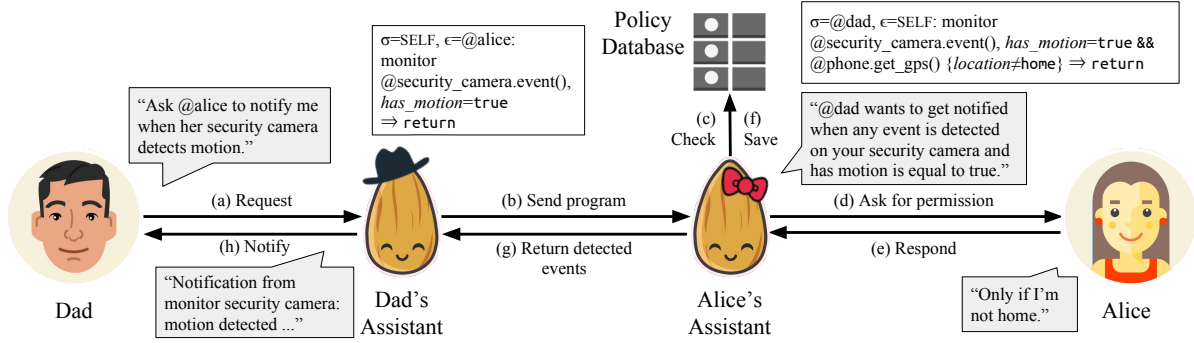 “Ask @alice to notify me
when her security camera
detects motion.”
σ=SELF, ϵ=@alice:
monitor
@security_camera.event(),
has_motion=true
⇒ return
Policy
Database
σ=@dad, ϵ=SELF: monitor
@security_camera.event(), has_motion=true &&
@phone.get_gps() {location≠home} ⇒ return
(c)
Check
(f)
Save
“@dad wants to get notified
when any event is detected
on your security camera and
has motion is equal to true.”
(a) Request
(b) Send program
(d) Ask for permission
(h) Notify
(g) Return detected
events
(e) Respond
“Notification from
monitor security camera:
motion detected ...”
“Only if I’m
not home.”
Dad
Dad’s
Assistant
Alice’s
Assistant
Alice